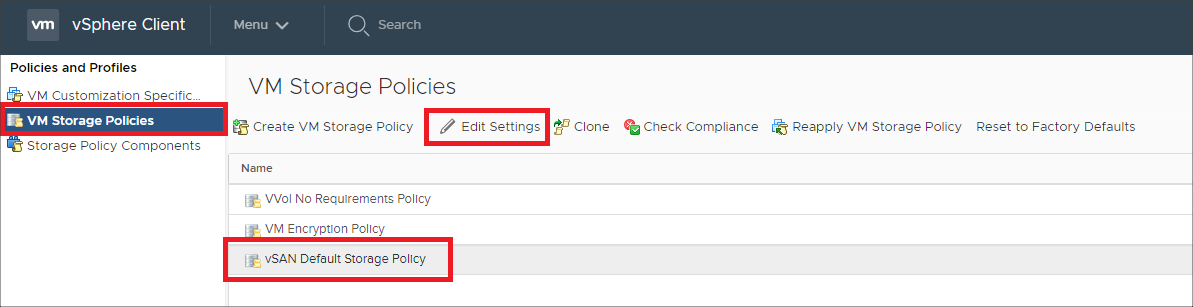 vm vSphere Client Menu Search
Policies and Profiles
VM Customization Specific...
VM Storage Policies
Storage Policy Components
VM Storage Policies
Create VM Storage Policy Edit Settings Clone Check Compliance Reapply VM Storage Policy Reset to Factory Defaults
Name
VVol No Requirements Policy
VM Encryption Policy
vSAN Default Storage Policy